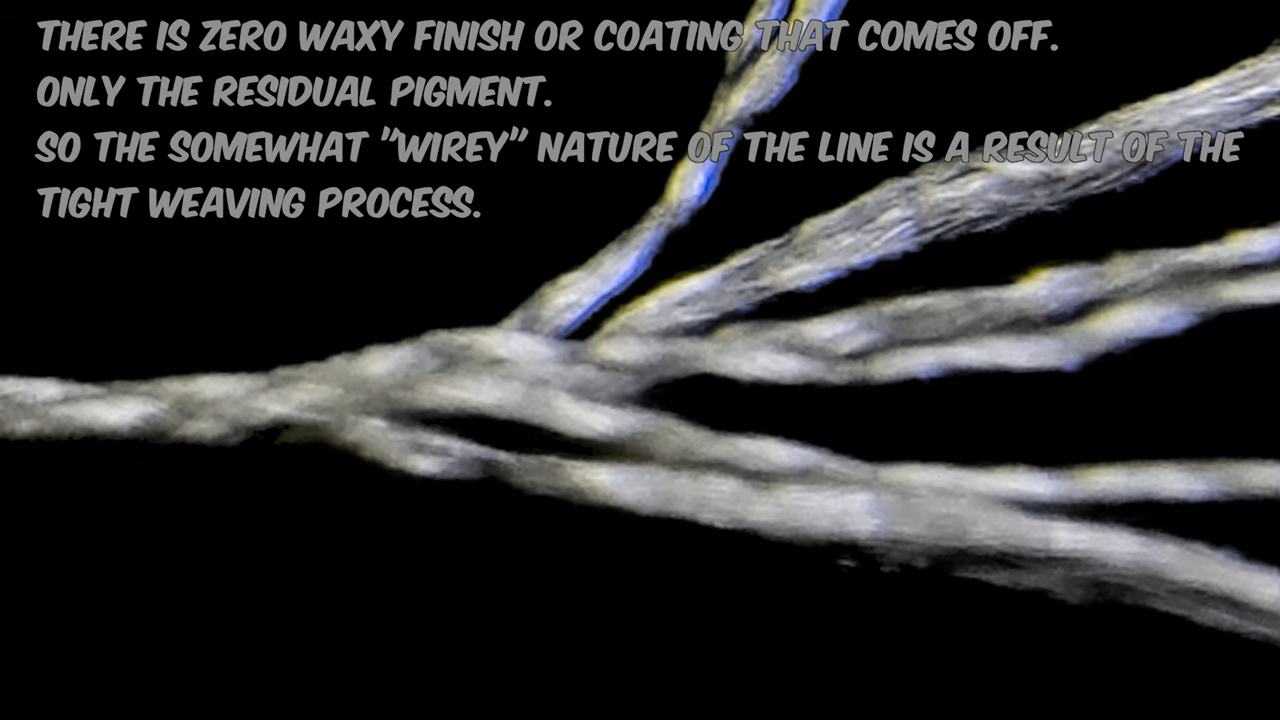 THERE IS ZERO WAXY FINISH OR COATING THAT COMES OFF.
ONLY THE RESIDUAL PIGMENT.
SO THE SOMEWHAT "WIREY" NATURE OF THE LINE IS A RESULT OF THE
TIGHT WEAVING PROCESS.